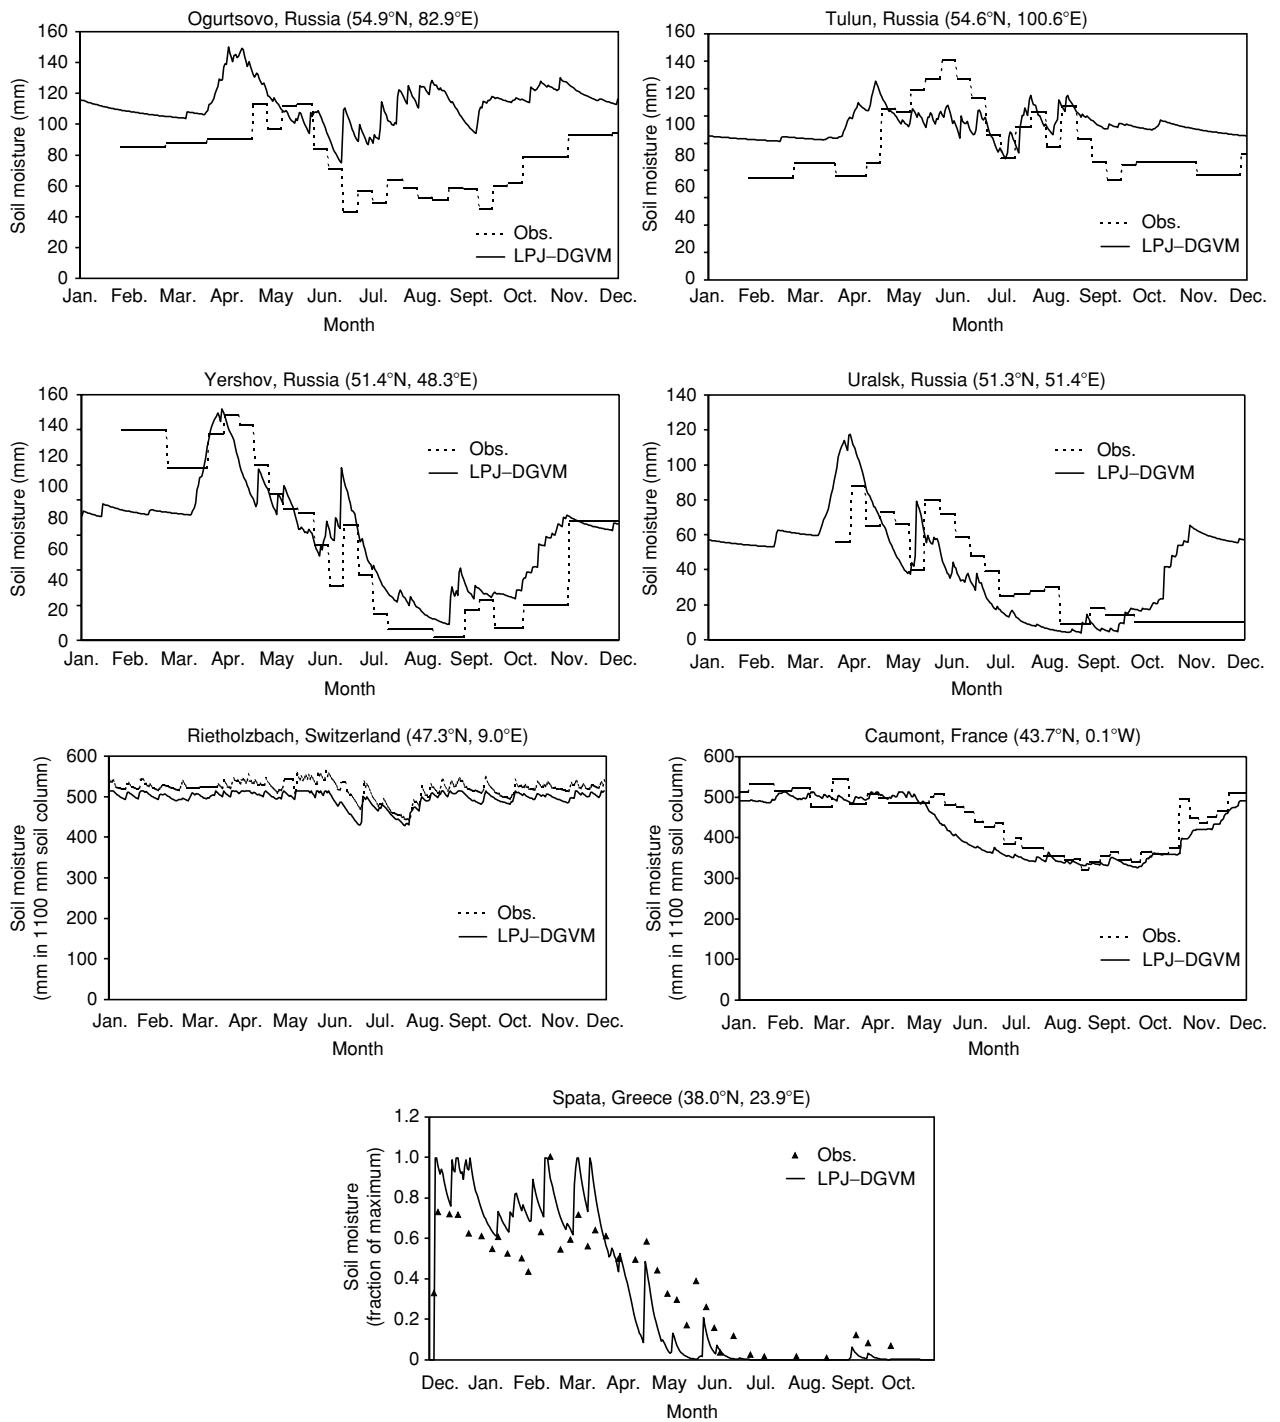 Ogurtsovo, Russia (54.9°N, 82.9°E)
Soil moisture (mm)
160
140
120
100
80
60
40
20
0
Obs.
LPJ–DGVM
Jan. Feb. Mar. Apr. May Jun. Jul. Aug. Sept. Oct. Nov. Dec.
Month
Tulun, Russia (54.6°N, 100.6°E)
Soil moisture (mm)
160
140
120
100
80
60
40
20
0
Obs.
LPJ–DGVM
Jan. Feb. Mar. Apr. May Jun. Jul. Aug. Sept. Oct. Nov. Dec.
Month
Yershov, Russia (51.4°N, 48.3°E)
Soil moisture (mm)
160
140
120
100
80
60
40
20
0
Obs.
LPJ–DGVM
Jan. Feb. Mar. Apr. May Jun. Jul. Aug. Sept. Oct. Nov. Dec.
Month
Uralsk, Russia (51.3°N, 51.4°E)
Soil moisture (mm)
140
120
100
80
60
40
20
0
Obs.
LPJ–DGVM
Jan. Feb. Mar. Apr. May Jun. Jul. Aug. Sept. Oct. Nov. Dec.
Month
Rietholzbach, Switzerland (47.3°N, 9.0°E)
Soil moisture
(mm in 1100 mm soil column)
600
500
400
300
200
100
0
Obs.
LPJ–DGVM
Jan. Feb. Mar. Apr. May Jun. Jul. Aug. Sept. Oct. Nov. Dec.
Month
Caumont, France (43.7°N, 0.1°W)
Soil moisture
(mm in 1100 mm soil column)
600
500
400
300
200
100
0
Obs.
LPJ–DGVM
Jan. Feb. Mar. Apr. May Jun. Jul. Aug. Sept. Oct. Nov. Dec.
Month
Spata, Greece (38.0°N, 23.9°E)
Soil moisture
(fraction of maximum)
1.2
1.0
0.8
0.6
0.4
0.2
0
Obs.
LPJ–DGVM
Dec. Jan. Feb. Mar. Apr. May Jun. Jul. Aug. Sept. Oct.
Month